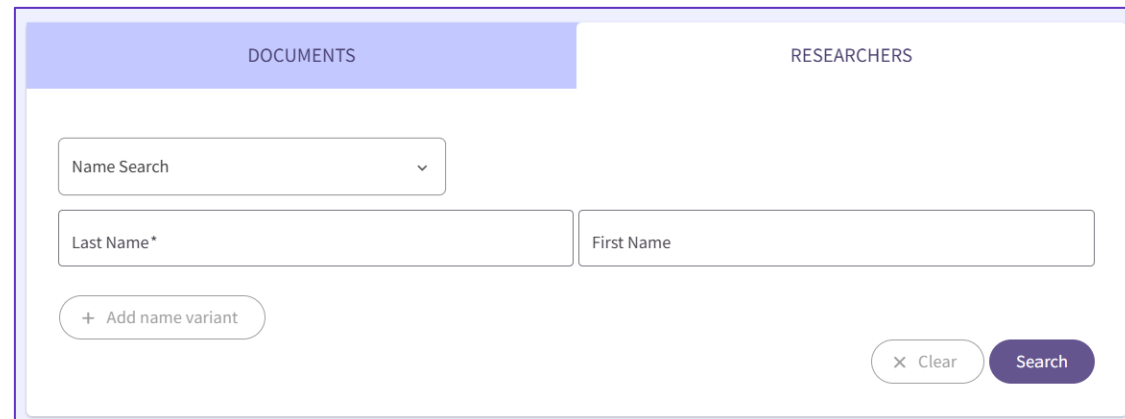 DOCUMENTS RESEARCHERS
Name Search
Last Name* First Name
+ Add name variant
× Clear Search